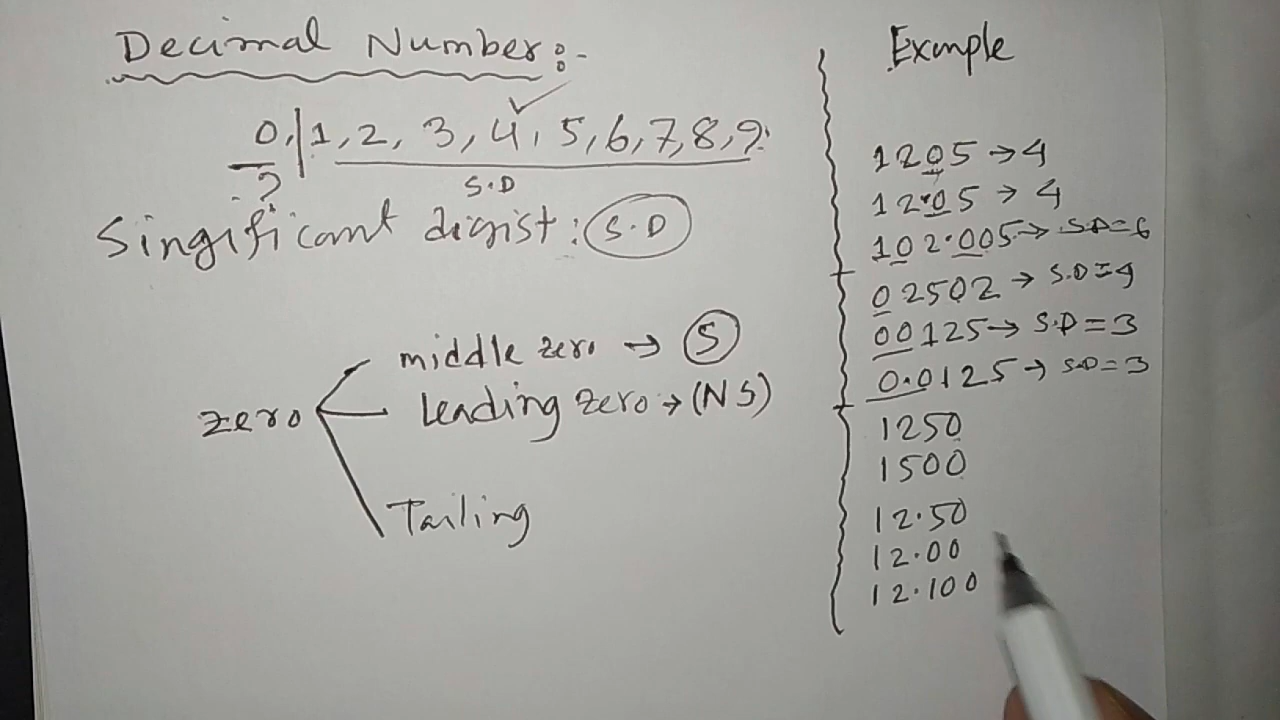 Decimal Number:-
0, 1, 2, 3, 4, 5, 6, 7, 8, 9.
?
S.D
Singificant digist: S.D
zero
middle zero → S
Leading zero → (NS)
Tailing
Example
1205 → 4
12.05 → 4
102.005 → S.D=6
02502 → S.D=4
00125 → S.D=3
0.0125 → S.D=3
1250
1500
12.50
12.00
12.100